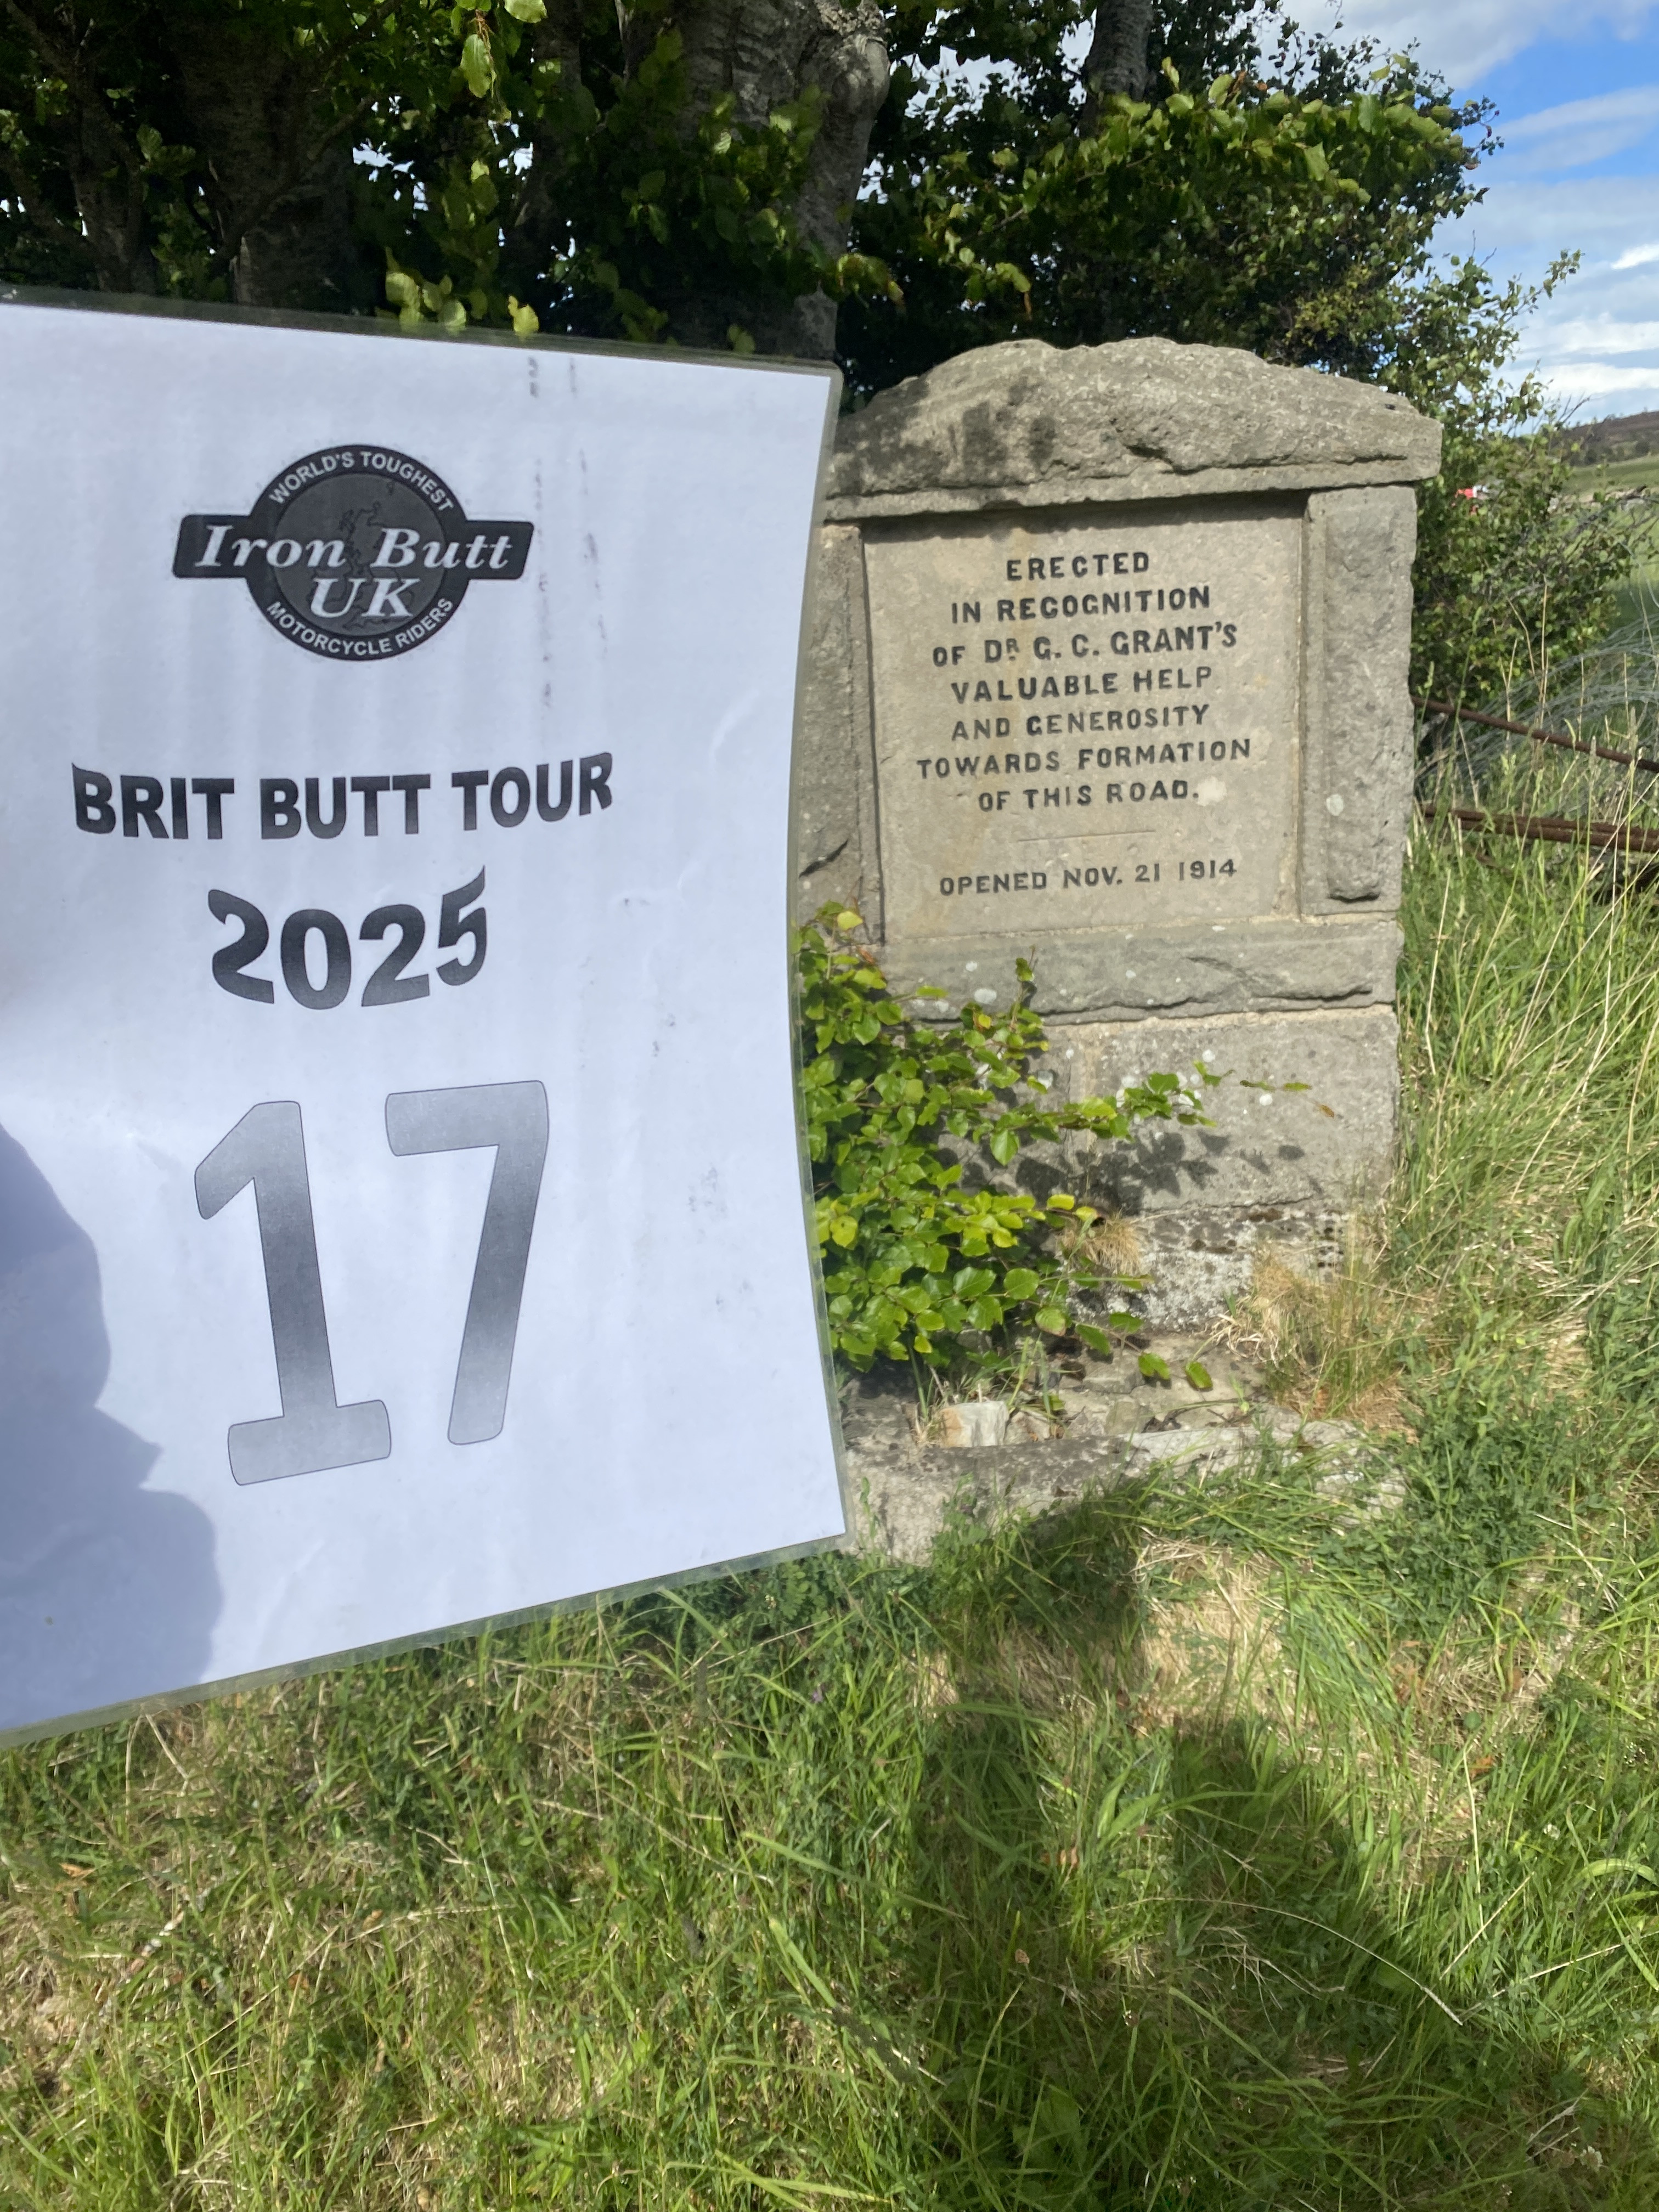 WORLD'S TOUGHEST
Iron Butt
UK
MOTORCYCLE RIDERS
BRIT BUTT TOUR
2025
17
ERECTED
IN RECOGNITION
OF DR G. C. GRANT'S
VALUABLE HELP
AND GENEROSITY
TOWARDS FORMATION
OF THIS ROAD.
OPENED NOV. 21 1914